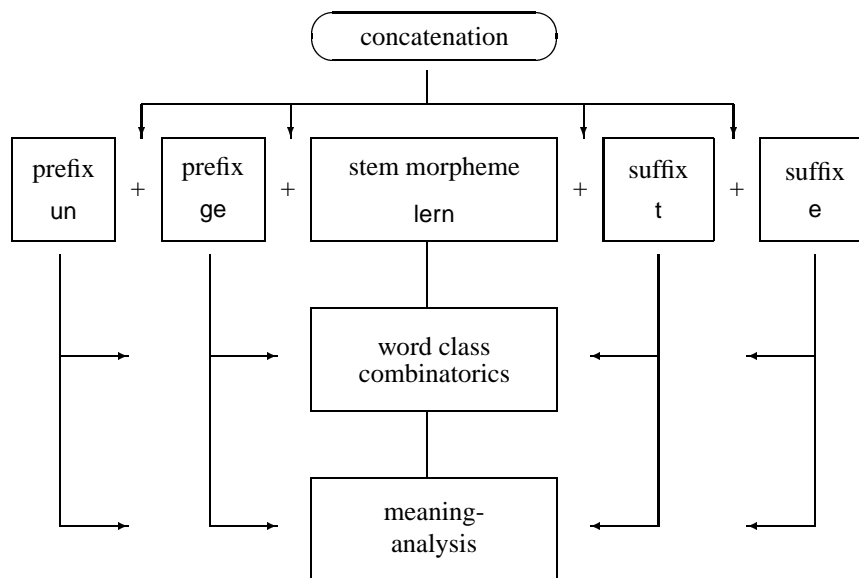 concatenation
prefix
un
+
prefix
ge
+
stem morpheme
lern
+
suffix
t
+
suffix
e
word class
combinatorics
meaning-
analysis